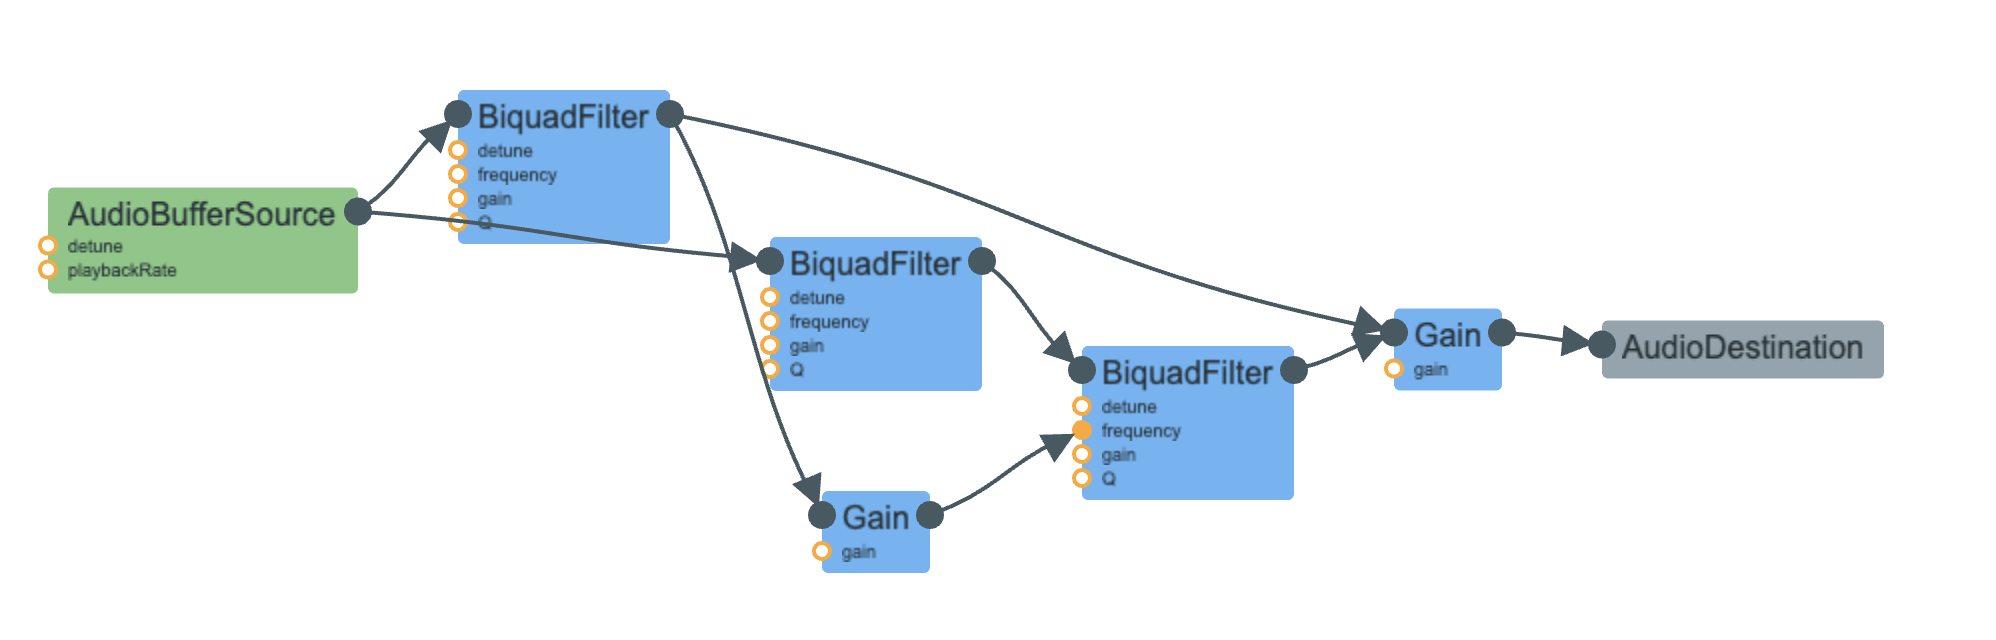 AudioBufferSource
detune
playbackRate
BiquadFilter
detune
frequency
gain
Q
BiquadFilter
detune
frequency
gain
Q
Gain
gain
BiquadFilter
detune
frequency
gain
Q
Gain
gain
AudioDestination